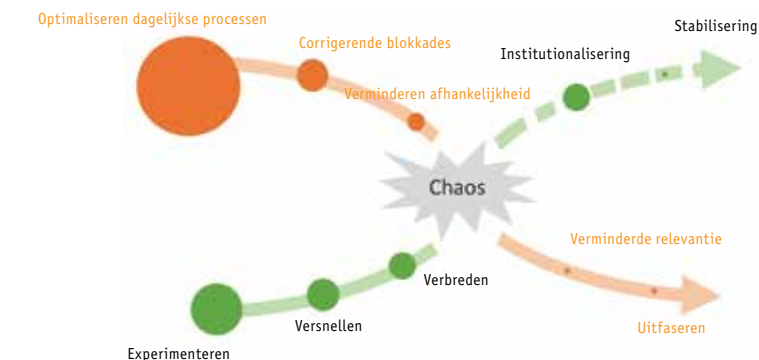 Optimaliseren dagelijkse processen
Stabilisering
Corrigerende blokkades
Institutionalisering
Verminderen afhankelijkheid
Chaos
Verminderde relevantie
Verbreden
Versnellen
Uitfaseren
Experimenteren